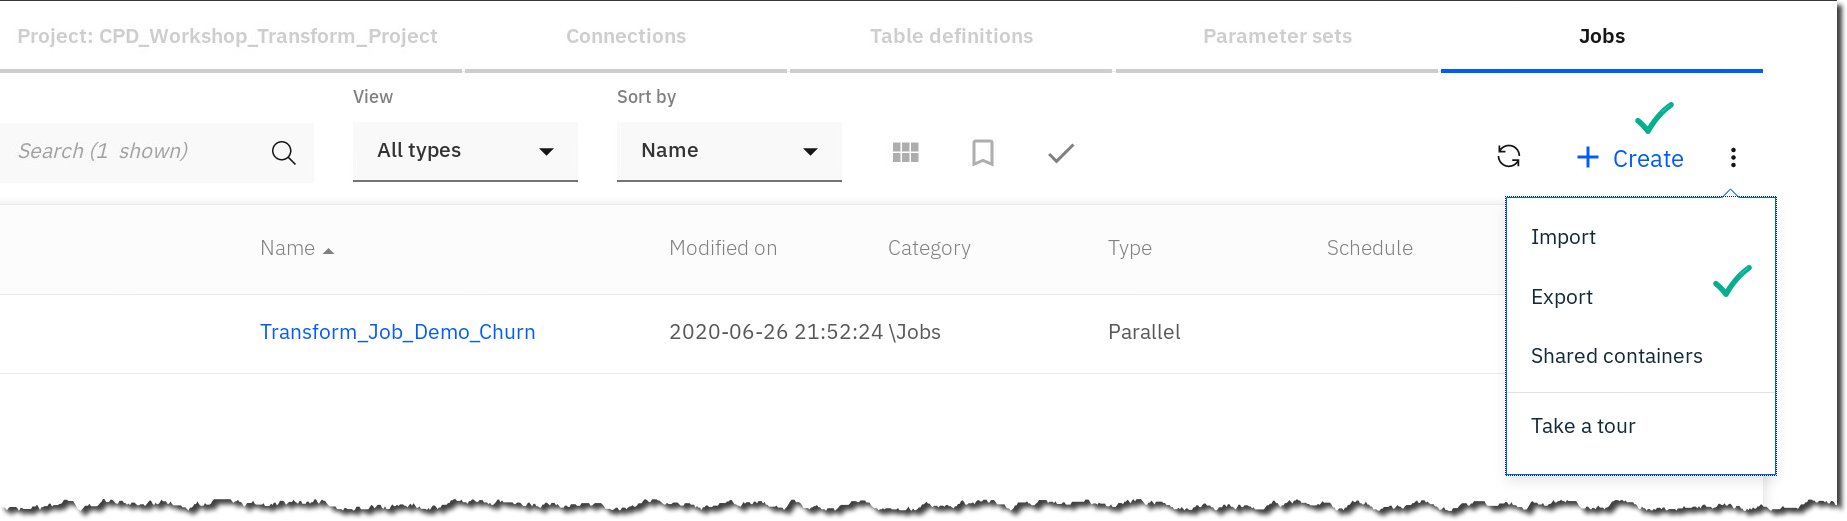 Project: CPD_Workshop_Transform_Project Connections Table definitions Parameter sets Jobs
View Sort by
Search (1 shown) All types Name + Create
Import
Export
Shared containers
Take a tour
Name Modified on Category Type Schedule
Transform_Job_Demo_Churn 2020-06-26 21:52:24 \Jobs Parallel